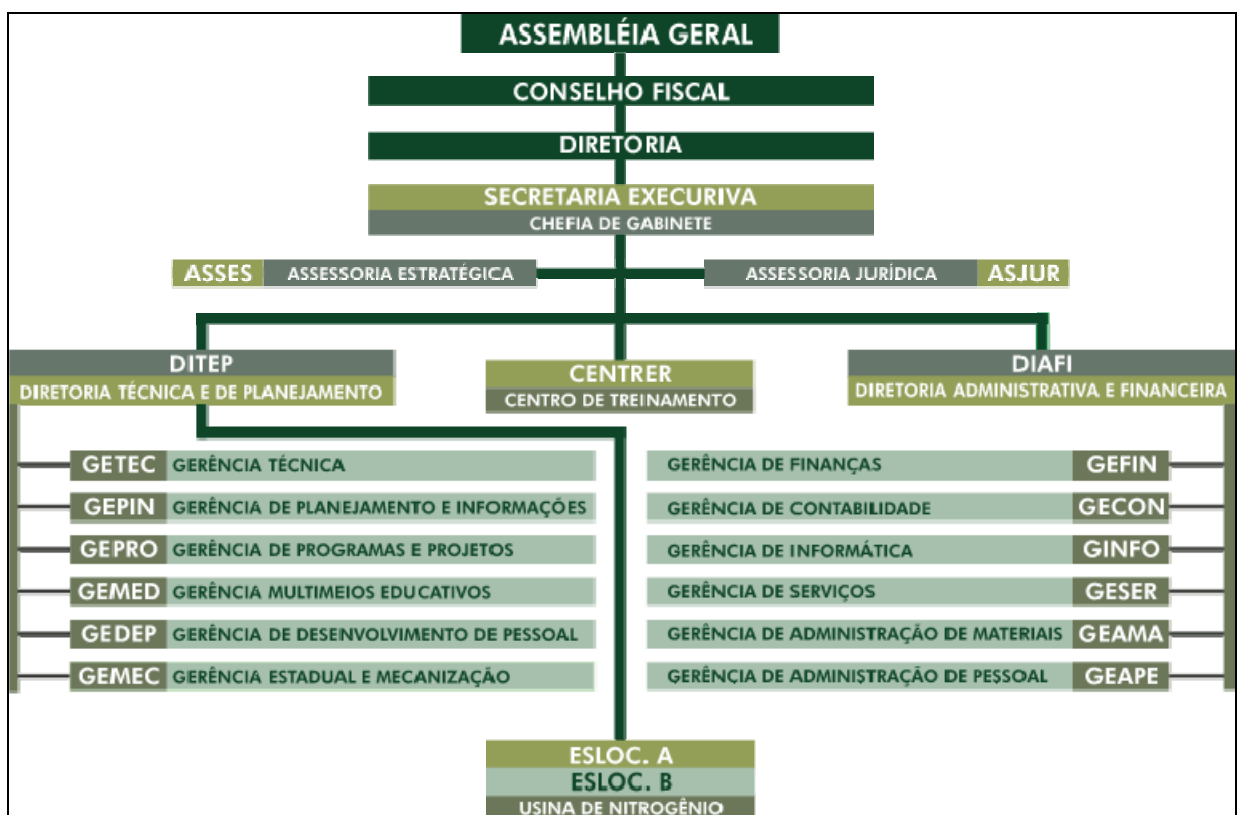 ASSEMBLÉIA GERAL
CONSELHO FISCAL
DIRETORIA
SECRETARIA EXECURIVA
CHEFIA DE GABINETE
ASSES ASSESSORIA ESTRATÉGICA
ASSESSORIA JURÍDICA ASJUR
DITEP
DIRETORIA TÉCNICA E DE PLANEJAMENTO
CENTRER
CENTRO DE TREINAMENTO
DIAFI
DIRETORIA ADMINISTRATIVA E FINANCEIRA
GETEC GERÊNCIA TÉCNICA
GEPIN GERÊNCIA DE PLANEJAMENTO E INFORMAÇÕES
GEPRO GERÊNCIA DE PROGRAMAS E PROJETOS
GEMED GERÊNCIA MULTIMEIOS EDUCATIVOS
GEDEP GERÊNCIA DE DESENVOLVIMENTO DE PESSOAL
GEMEC GERÊNCIA ESTADUAL E MECANIZAÇÃO
GERÊNCIA DE FINANÇAS GEFIN
GERÊNCIA DE CONTABILIDADE GECON
GERÊNCIA DE INFORMÁTICA GINFO
GERÊNCIA DE SERVIÇOS GESER
GERÊNCIA DE ADMINISTRAÇÃO DE MATERIAIS GEAMA
GERÊNÇIA DE ADMINISTRAÇÃO DE PESSOAL GEAPE
ESLOC. A
ESLOC. B
USINA DE NITROGÊNIO